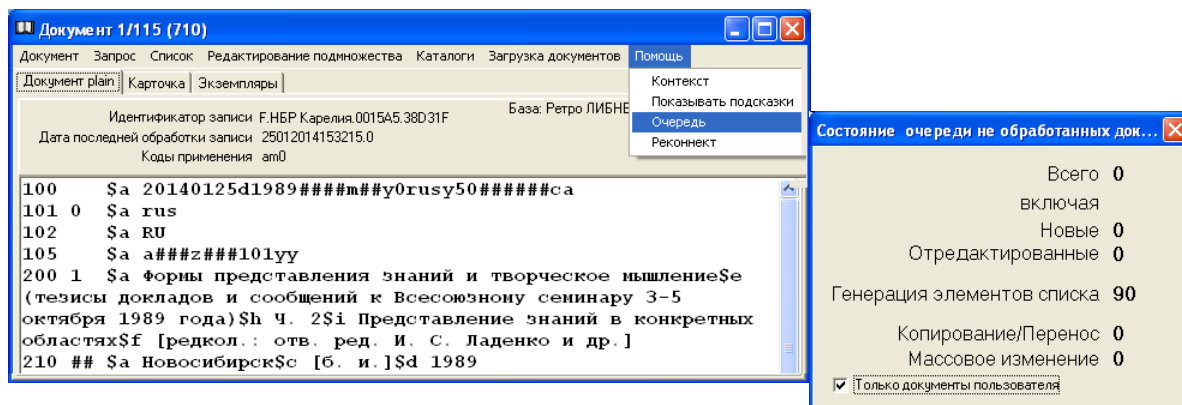 Документ 1/115 (710)
Документ Запрос Список Редактирование подмножества Каталоги Загрузка документов Помощь
Документ plain Карточка Экземпляры
Контекст
Показывать подсказки
Очередь
Реконнект
База: Ретро ЛИБНЕ
Идентификатор записи F.НБР Карелия.0015A5.38D31F
Дата последней обработки записи 25012014153215.0
Коды применения am0
100 $a 20140125d1989####m##y0rusy50######ca
101 0 $a rus
102 $a RU
105 $a a###z###101yy
200 1 $a Формы представления знаний и творческое мышление$e
(тезисы докладов и сообщений к Всесоюзному семинару 3-5
октября 1989 года)$h Ч. 2$i Представление знаний в конкретных
областях$f [редкол.: отв. ред. И. С. Ладенко и др.]
210 ## $a Новосибирск$c [б. и.]$d 1989
Состояние очереди не обработанных док...
Всего 0
включая
Новые 0
Отредактированные 0
Генерация элементов списка 90
Копирование/Перенос 0
Массовое изменение 0
Только документы пользователя